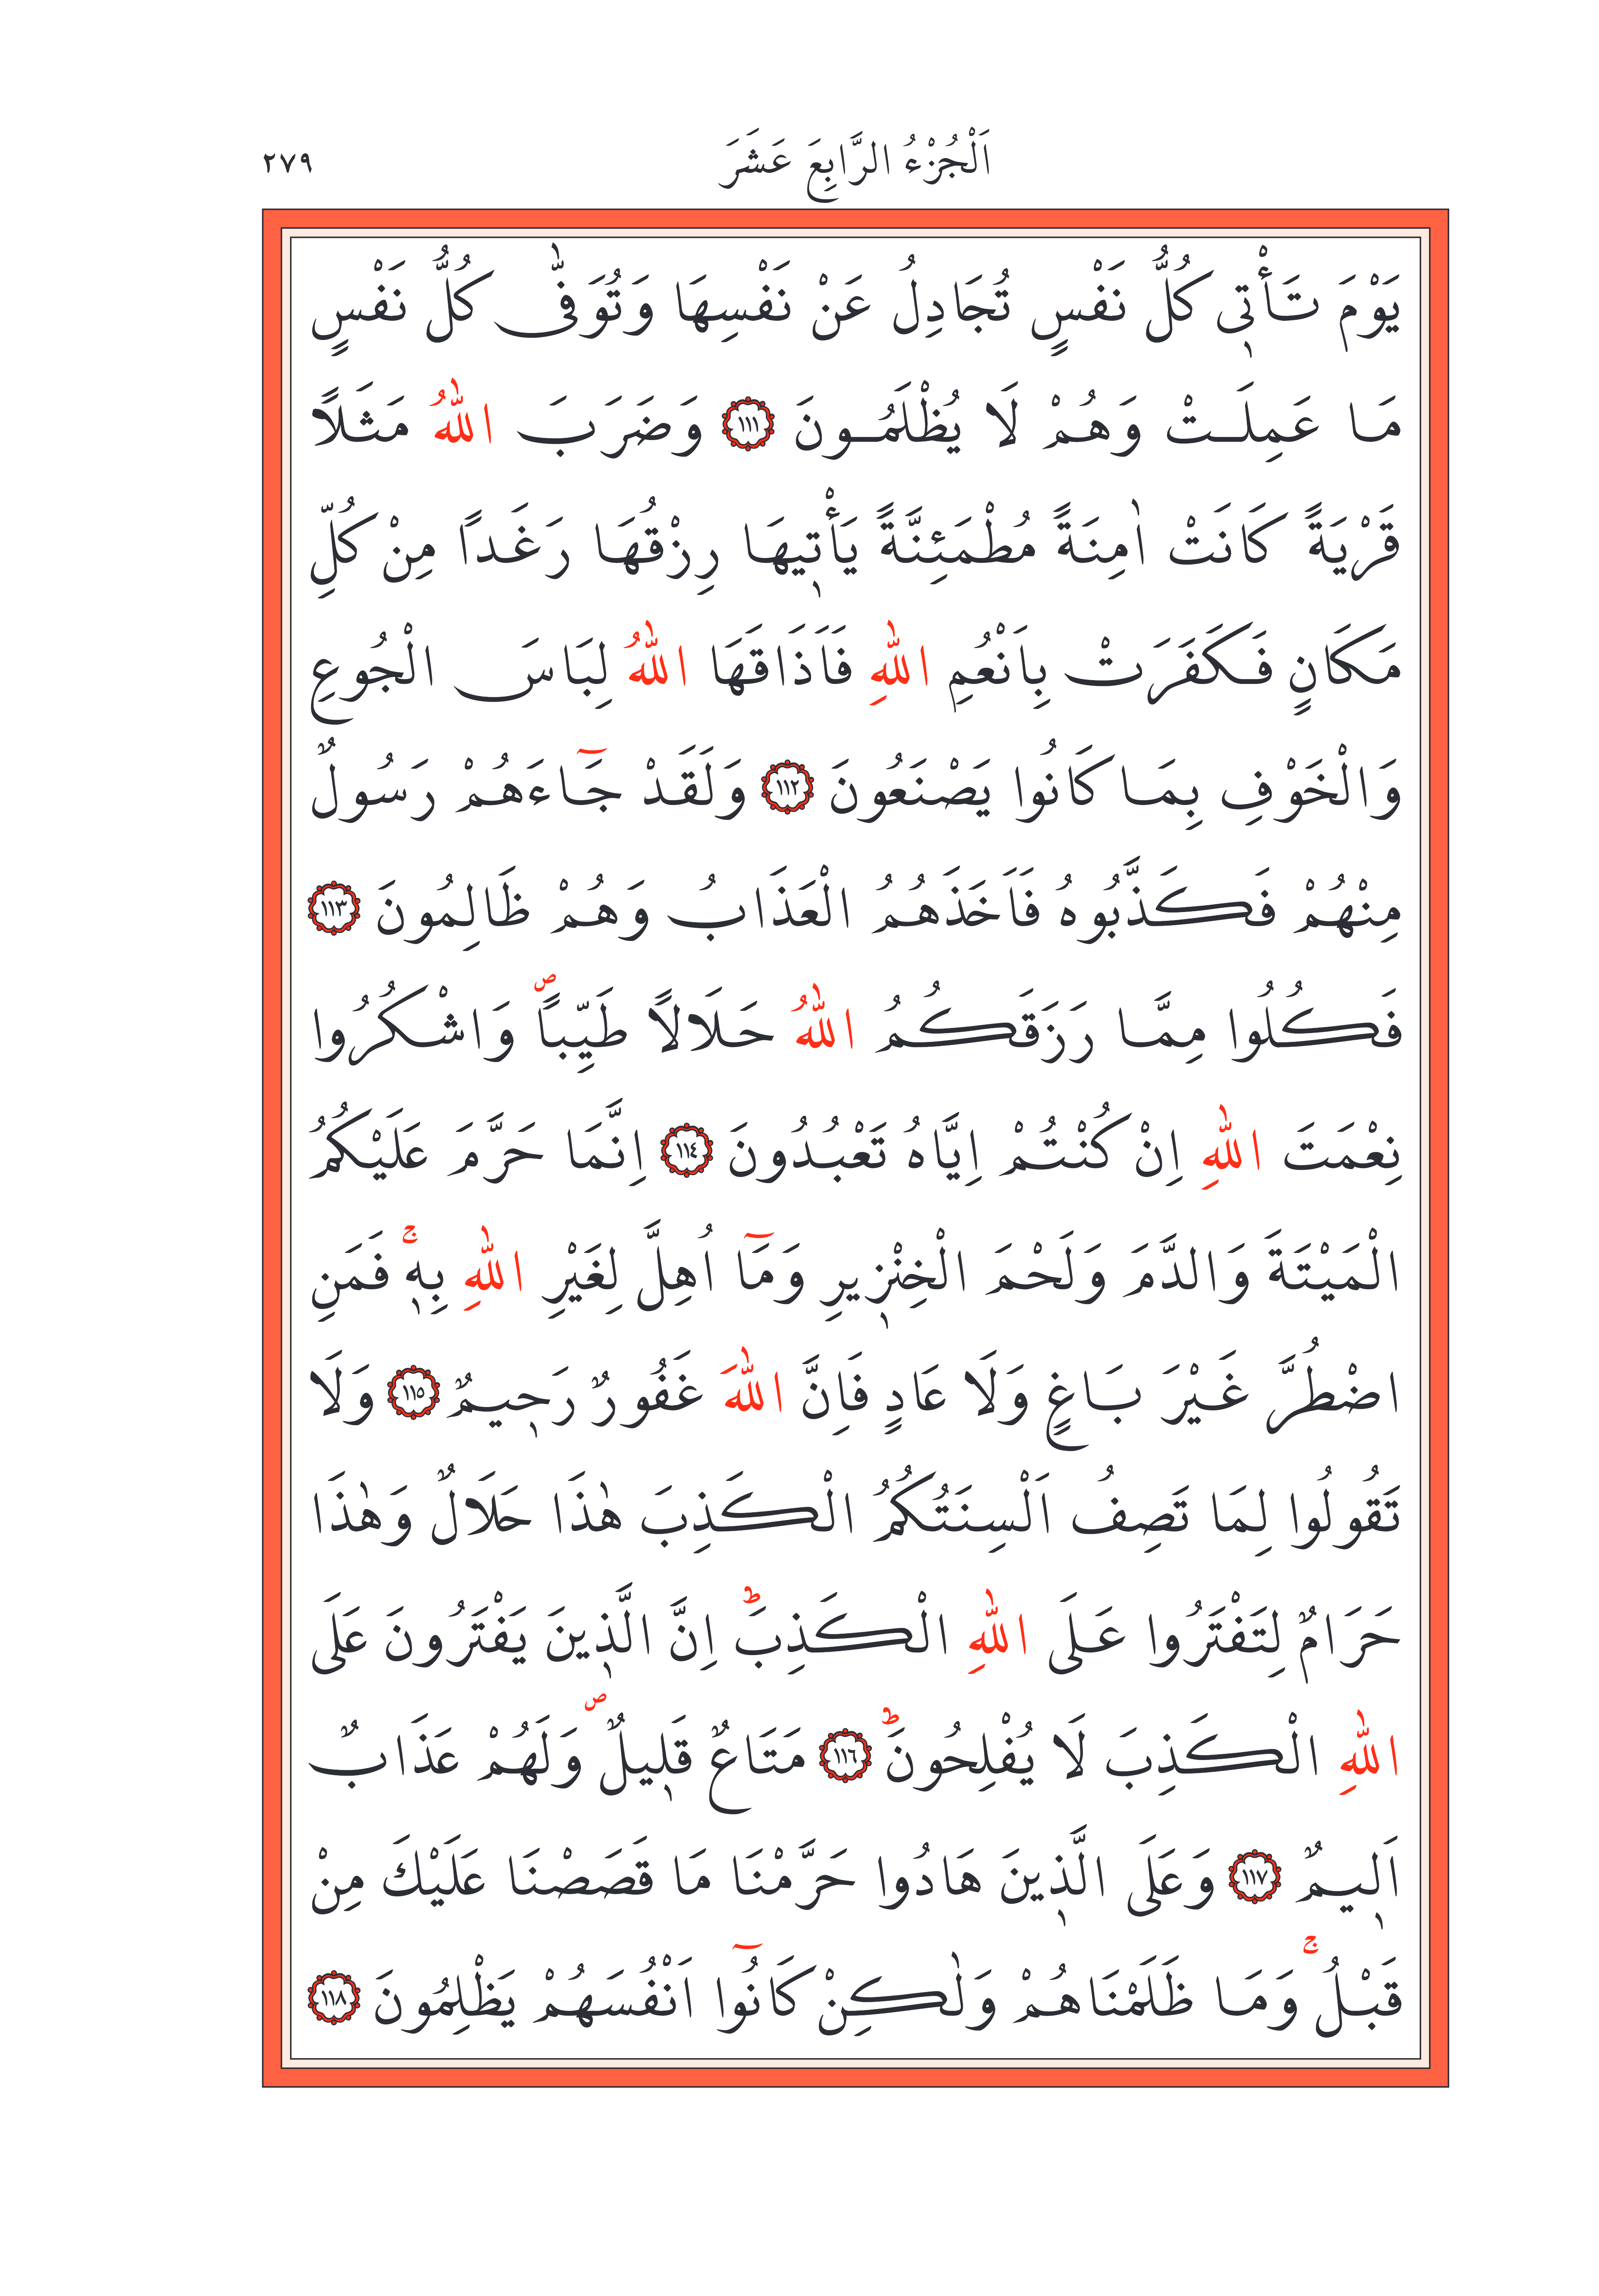 اَلْجُزْءُ الرَّابِعَ عَشَرَ ٢٧٩
يَوْمَ تَأْتٖى كُلُّ نَفْسٍ تُجَادِلُ عَنْ نَفْسِهَا وَتُوَفّٰى كُلُّ نَفْسٍ
مَا عَمِلَتْ وَهُمْ لَا يُظْلَمُونَ ١١١ وَضَرَبَ اللّٰهُ مَثَلًا
قَرْيَةً كَانَتْ اٰمِنَةً مُطْمَئِنَّةً يَأْتٖيهَا رِزْقُهَا رَغَدًا مِنْ كُلِّ
مَكَانٍ فَكَفَرَتْ بِاَنْعُمِ اللّٰهِ فَاَذَاقَهَا اللّٰهُ لِبَاسَ الْجُوعِ
وَالْخَوْفِ بِمَا كَانُوا يَصْنَعُونَ ١١٢ وَلَقَدْ جَٓاءَهُمْ رَسُولٌ
مِنْهُمْ فَكَذَّبُوهُ فَاَخَذَهُمُ الْعَذَابُ وَهُمْ ظَالِمُونَ ١١٣
فَكُلُوا مِمَّا رَزَقَكُمُ اللّٰهُ حَلَالًا طَيِّبًاۖ وَاشْكُرُوا
نِعْمَتَ اللّٰهِ اِنْ كُنْتُمْ اِيَّاهُ تَعْبُدُونَ ١١٤ اِنَّمَا حَرَّمَ عَلَيْكُمُ
الْمَيْتَةَ وَالدَّمَ وَلَحْمَ الْخِنْزٖيرِ وَمَٓا اُهِلَّ لِغَيْرِ اللّٰهِ بِهٖۚ فَمَنِ
اضْطُرَّ غَيْرَ بَاغٍ وَلَا عَادٍ فَاِنَّ اللّٰهَ غَفُورٌ رَحٖيمٌ ١١٥ وَلَا
تَقُولُوا لِمَا تَصِفُ اَلْسِنَتُكُمُ الْكَذِبَ هٰذَا حَلَالٌ وَهٰذَا
حَرَامٌ لِتَفْتَرُوا عَلَى اللّٰهِ الْكَذِبَؕ اِنَّ الَّذٖينَ يَفْتَرُونَ عَلَى
اللّٰهِ الْكَذِبَ لَا يُفْلِحُونَؕ ١١٦ مَتَاعٌ قَلٖيلٌۖ وَلَهُمْ عَذَابٌ
اَلٖيمٌ ١١٧ وَعَلَى الَّذٖينَ هَادُوا حَرَّمْنَا مَا قَصَصْنَا عَلَيْكَ مِنْ
قَبْلُۚ وَمَا ظَلَمْنَاهُمْ وَلٰكِنْ كَانُٓوا اَنْفُسَهُمْ يَظْلِمُونَ ١١٨